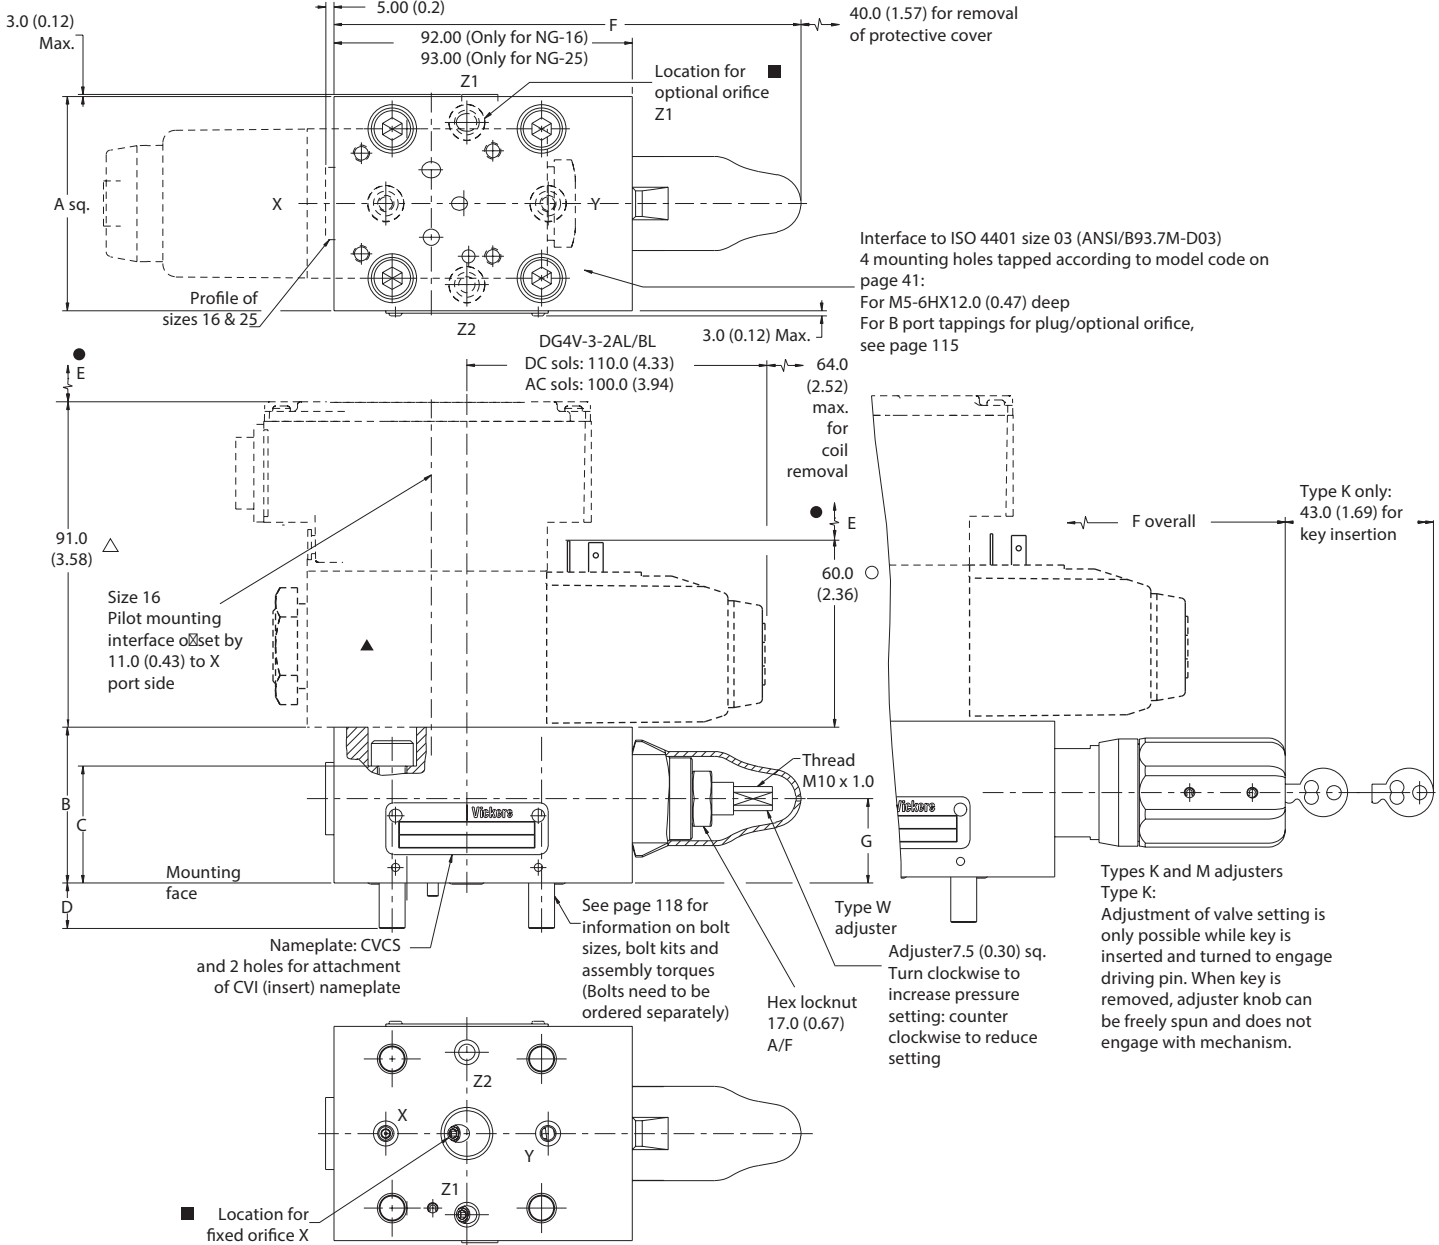 3.0 (0.12)
Max.
5.00 (0.2)
F
40.0 (1.57) for removal
of protective cover
92.00 (Only for NG-16)
93.00 (Only for NG-25)
Z1
Location for ■
optional orifice
Z1
A sq.
X
Y
Profile of
sizes 16 & 25
Z2
3.0 (0.12) Max.
Interface to ISO 4401 size 03 (ANSI/B93.7M-D03)
4 mounting holes tapped according to model code on
page 41:
For M5-6HX12.0 (0.47) deep
For B port tappings for plug/optional orifice,
see page 115
● E
DG4V-3-2AL/BL
DC sols: 110.0 (4.33)
AC sols: 100.0 (3.94)
64.0
(2.52)
max.
for
coil
removal
● E
F overall
Type K only:
43.0 (1.69) for
key insertion
91.0
(3.58) △
60.0 ○
(2.36)
Size 16
Pilot mounting
interface o☒set by
11.0 (0.43) to X
port side
▲
Thread
M10 x 1.0
Vickers
Vickers
B
C
G
D
Mounting
face
Nameplate: CVCS
and 2 holes for attachment
of CVI (insert) nameplate
See page 118 for
information on bolt
sizes, bolt kits and
assembly torques
(Bolts need to be
ordered separately)
Type W
adjuster
Hex locknut
17.0 (0.67)
A/F
Adjuster7.5 (0.30) sq.
Turn clockwise to
increase pressure
setting: counter
clockwise to reduce
setting
Types K and M adjusters
Type K:
Adjustment of valve setting is
only possible while key is
inserted and turned to engage
driving pin. When key is
removed, adjuster knob can
be freely spun and does not
engage with mechanism.
Z2
X
Y
Z1
■ Location for
fixed orifice X